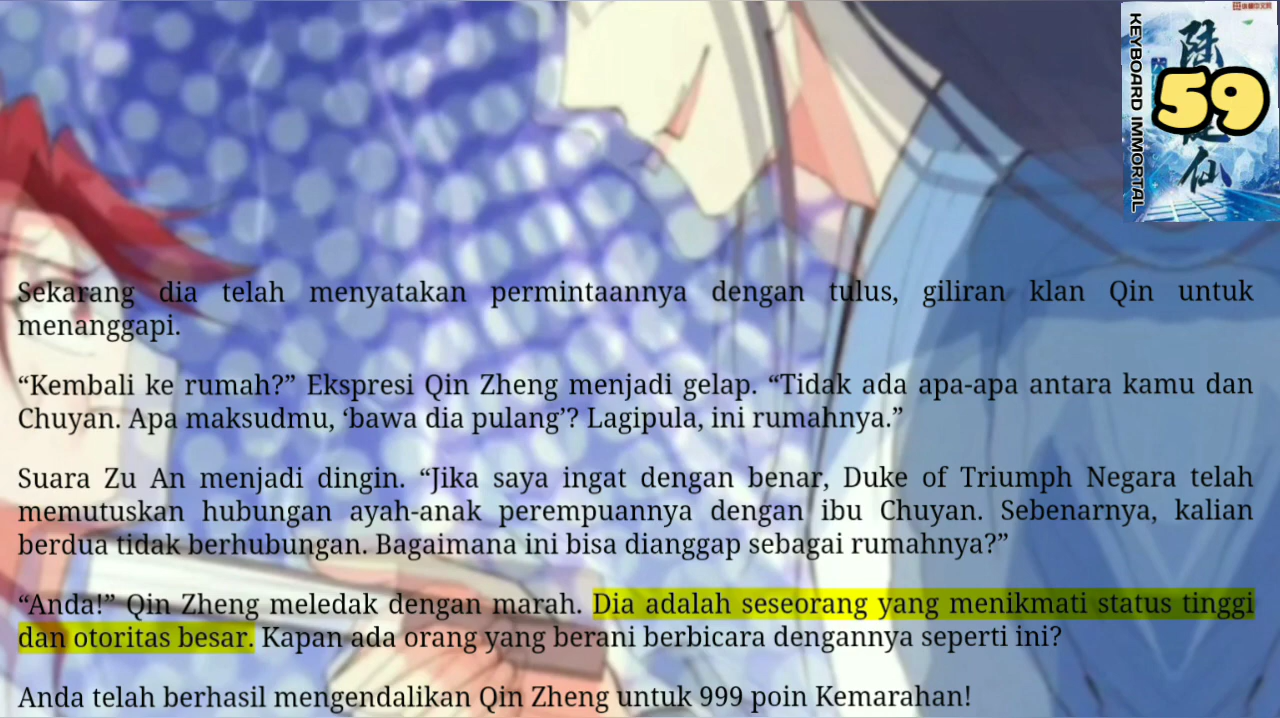 KEYBOARD IMMORTAL
陆
59
仙
Sekarang dia telah menyatakan permintaannya dengan tulus, giliran klan Qin untuk
menanggapi.
“Kembali ke rumah?” Ekspresi Qin Zheng menjadi gelap. “Tidak ada apa-apa antara kamu dan
Chuyan. Apa maksudmu, ‘bawa dia pulang’? Lagipula, ini rumahnya.”
Suara Zu An menjadi dingin. “Jika saya ingat dengan benar, Duke of Triumph Negara telah
memutuskan hubungan ayah-anak perempuannya dengan ibu Chuyan. Sebenarnya, kalian
berdua tidak berhubungan. Bagaimana ini bisa dianggap sebagai rumahnya?”
“Anda!” Qin Zheng meledak dengan marah. Dia adalah seseorang yang menikmati status tinggi
dan otoritas besar. Kapan ada orang yang berani berbicara dengannya seperti ini?
Anda telah berhasil mengendalikan Qin Zheng untuk 999 poin Kemarahan!